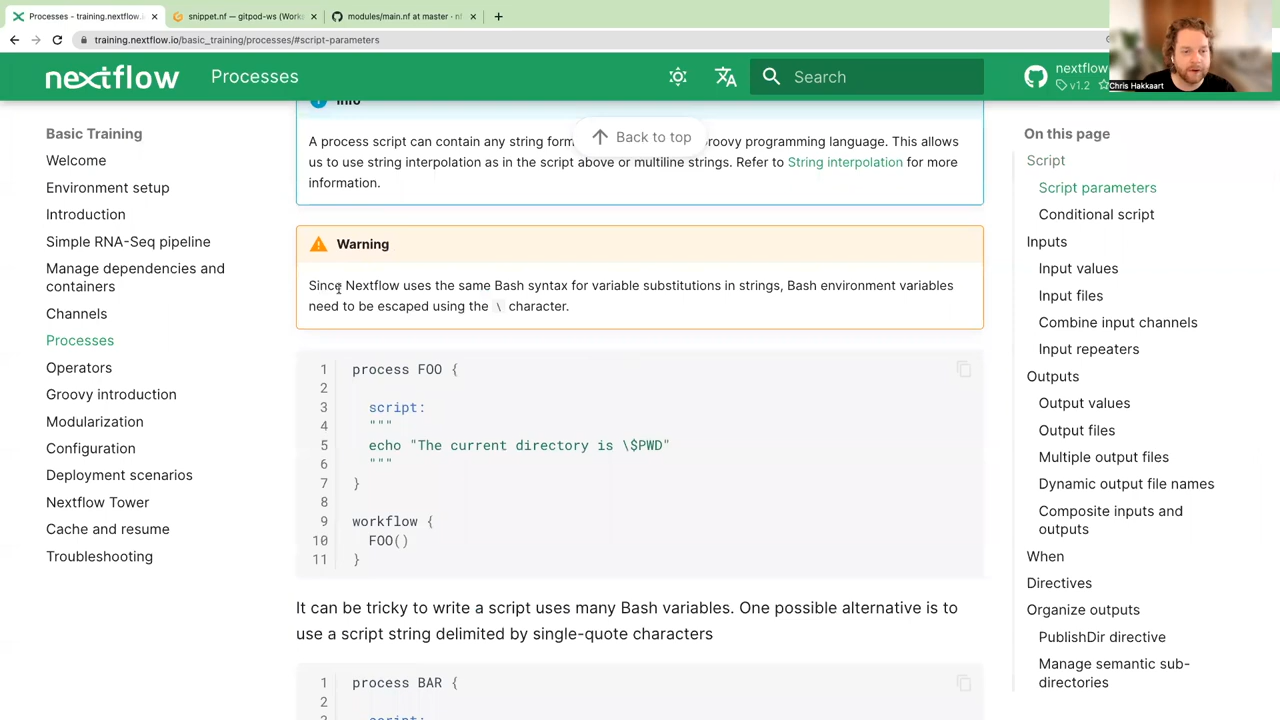 Processes - training.nextflow.i
snippet.nf — gitpod-ws (Works
modules/main.nf at master · nf
training.nextflow.io/basic_training/processes/#script-parameters
nextflow
Processes
Search
nextflow
v1.2
Chris Hakkaart
Basic Training
Welcome
Environment setup
Introduction
Simple RNA-Seq pipeline
Manage dependencies and
containers
Channels
Processes
Operators
Groovy introduction
Modularization
Configuration
Deployment scenarios
Nextflow Tower
Cache and resume
Troubleshooting
Info
Back to top
A process script can contain any string form roovy programming language. This allows
us to use string interpolation as in the script above or multiline strings. Refer to String interpolation for more
information.
Warning
Since Nextflow uses the same Bash syntax for variable substitutions in strings, Bash environment variables
need to be escaped using the \ character.
1 process FOO {
2
3 script:
4 """
5 echo "The current directory is \$PWD"
6 """
7 }
8
9 workflow {
10 FOO()
11 }
It can be tricky to write a script uses many Bash variables. One possible alternative is to
use a script string delimited by single-quote characters
1 process BAR {
2
3 script:
On this page
Script
Script parameters
Conditional script
Inputs
Input values
Input files
Combine input channels
Input repeaters
Outputs
Output values
Output files
Multiple output files
Dynamic output file names
Composite inputs and
outputs
When
Directives
Organize outputs
PublishDir directive
Manage semantic sub-
directories